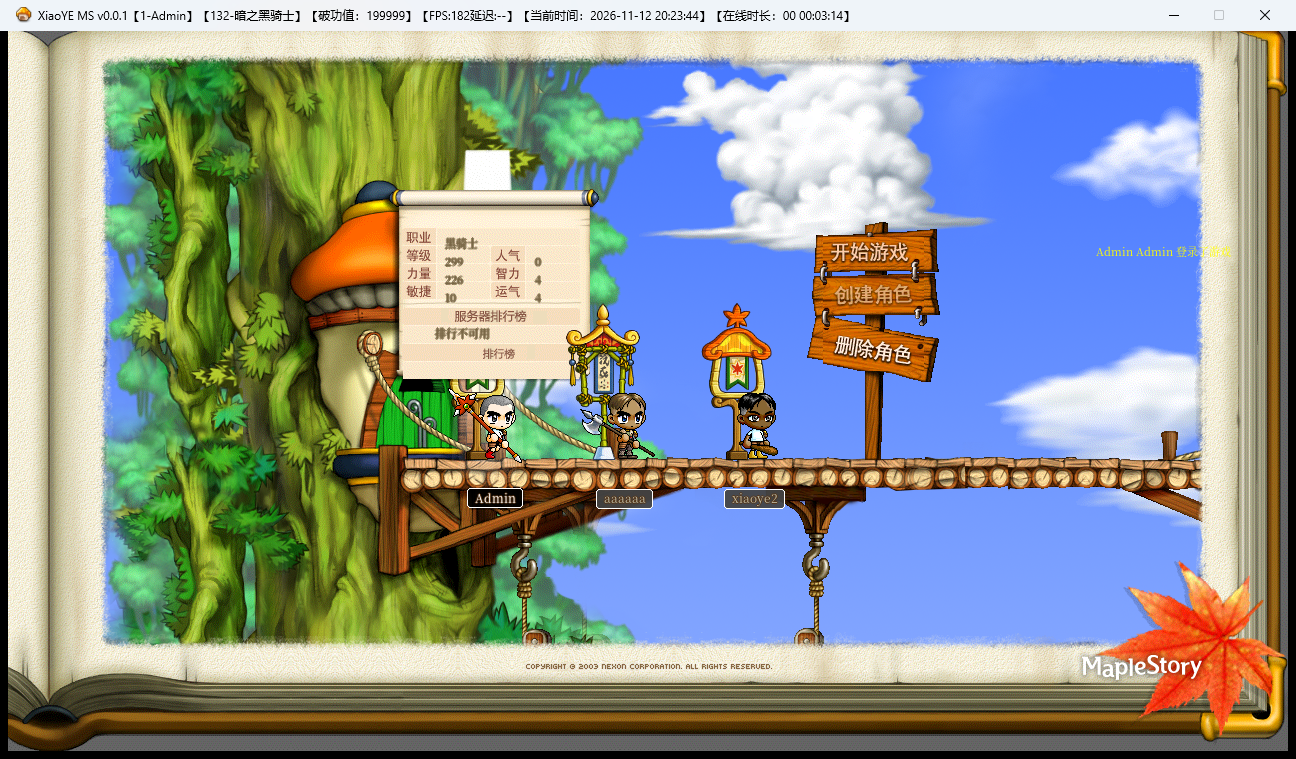 XiaoYE MS v0.0.1【1-Admin】【132-暗之黑骑士】【破功值：199999】【FPS:182延迟:--】【当前时间：2026-11-12 20:23:44】【在线时长：00 00:03:14】
职业 黑骑士
等级 299 人气 0
力量 226 智力 4
敏捷 10 运气 4
服务器排行榜
排行不可用
排行榜
开始游戏
创建角色
删除角色
Admin Admin 登录
Admin
aaaaaa
xiaoye2
COPYRIGHT © 2003 NEXON CORPORATION. ALL RIGHTS RESERVED.
MapleStory